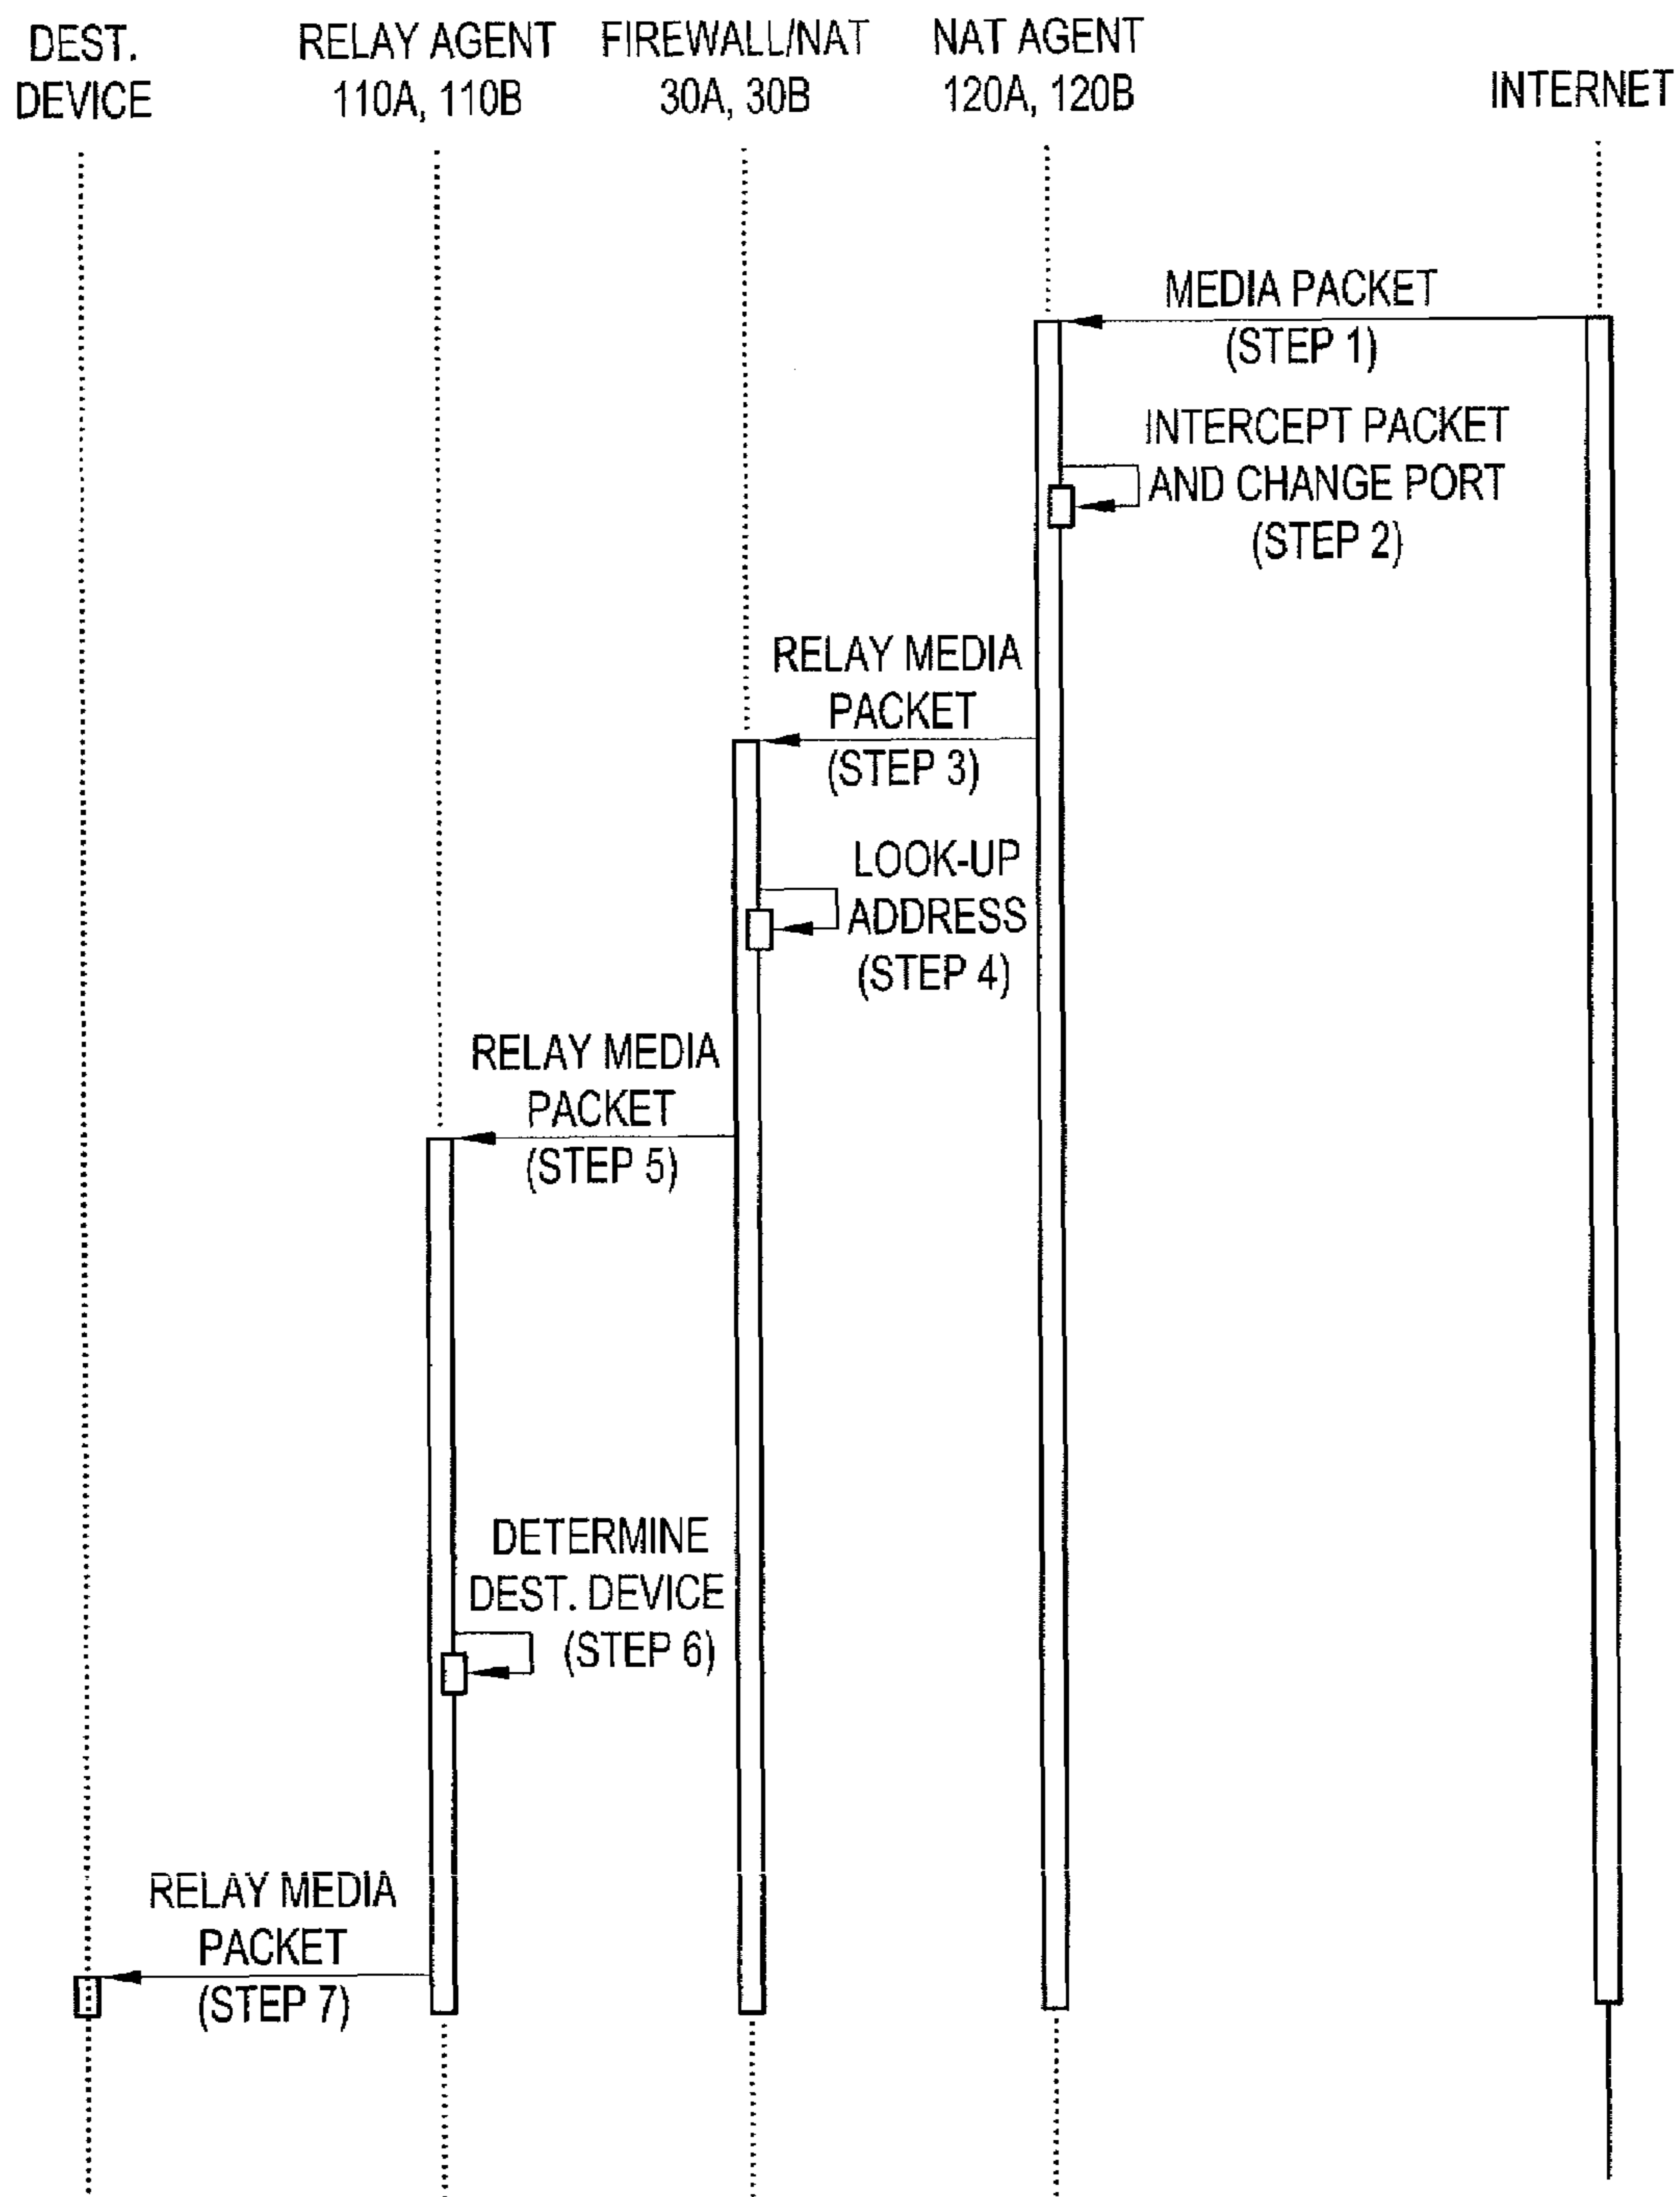 DEST.
DEVICE
RELAY AGENT
110A, 110B
FIREWALL/NAT
30A, 30B
NAT AGENT
120A, 120B
INTERNET
MEDIA PACKET
(STEP 1)
INTERCEPT PACKET
AND CHANGE PORT
(STEP 2)
RELAY MEDIA
PACKET
(STEP 3)
LOOK-UP
ADDRESS
(STEP 4)
RELAY MEDIA
PACKET
(STEP 5)
DETERMINE
DEST. DEVICE
(STEP 6)
RELAY MEDIA
PACKET
(STEP 7)